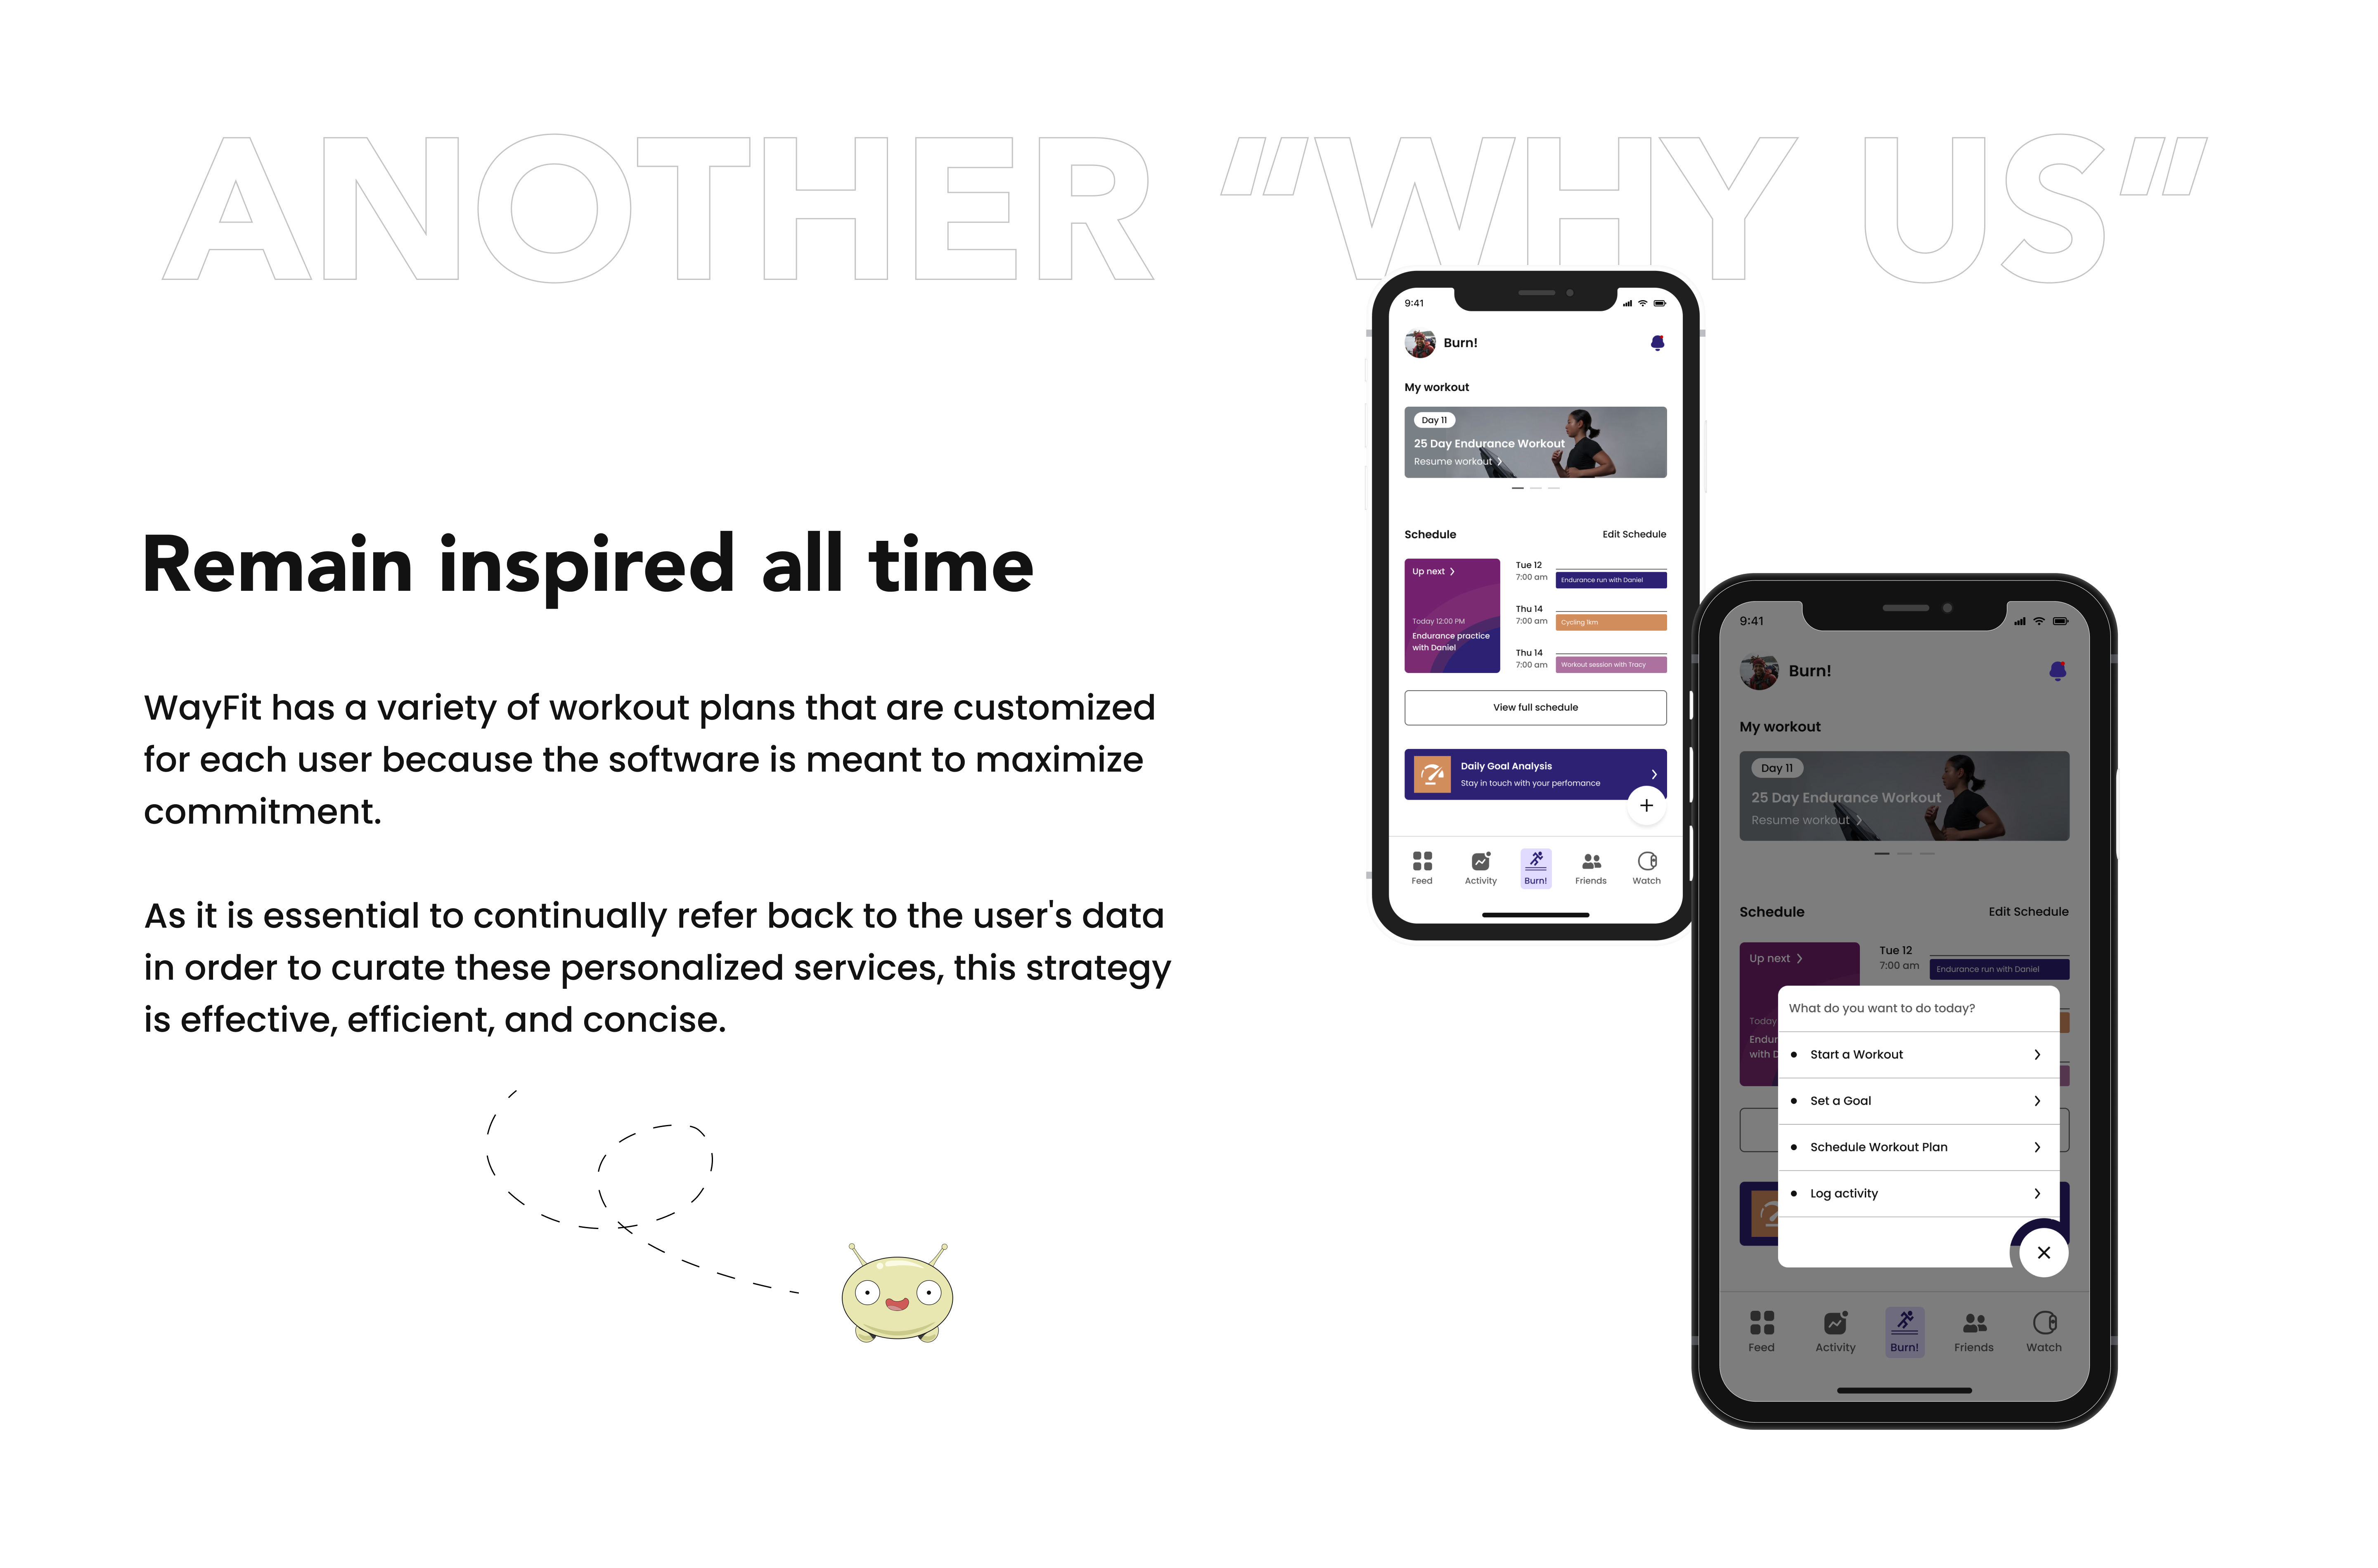 ANOTHER “WHY US”
Remain inspired all time
WayFit has a variety of workout plans that are customized
for each user because the software is meant to maximize
commitment.
As it is essential to continually refer back to the user's data
in order to curate these personalized services, this strategy
is effective, efficient, and concise.
9:41
Burn!
My workout
Day 11
25 Day Endurance Workout
Resume workout
Schedule
Edit Schedule
Up next
Today 12:00 PM
Endurance practice
with Daniel
Tue 12
7:00 am
Endurance run with Daniel
Thu 14
7:00 am
Cycling 1km
Thu 14
7:00 am
Workout session with Tracy
View full schedule
Daily Goal Analysis
Stay in touch with your perfomance
Feed
Activity
Burn!
Friends
Watch
9:41
Burn!
My workout
Day 11
25 Day Endurance Workout
Resume workout
Schedule
Edit Schedule
Up next
Today
Endur
with D
Tue 12
7:00 am
Endurance run with Daniel
What do you want to do today?
Start a Workout
Set a Goal
Schedule Workout Plan
Log activity
Feed
Activity
Burn!
Friends
Watch